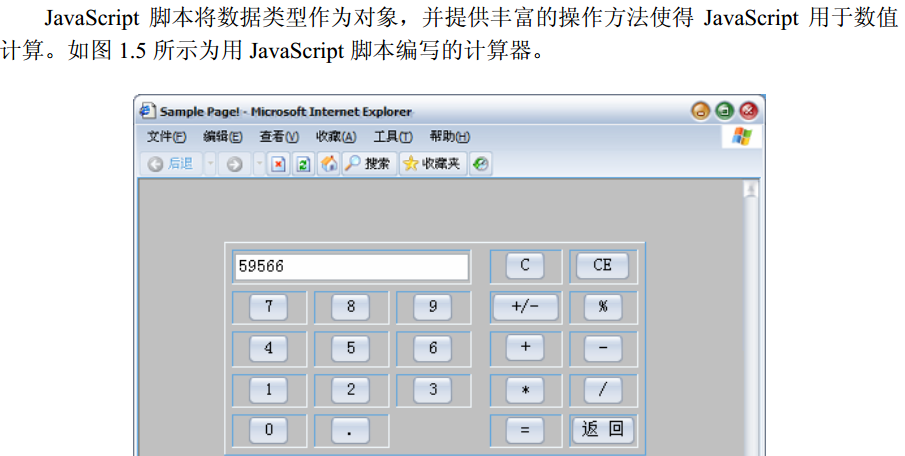 JavaScript 脚本将数据类型作为对象，并提供丰富的操作方法使得 JavaScript 用于数值
计算。如图 1.5 所示为用 JavaScript 脚本编写的计算器。
Sample Page! - Microsoft Internet Explorer
文件(F) 编辑(E) 查看(V) 收藏(A) 工具(T) 帮助(H)
后退 搜索 收藏夹
59566 C CE
7 8 9 +/- %
4 5 6 + -
1 2 3 * /
0 . = 返 回